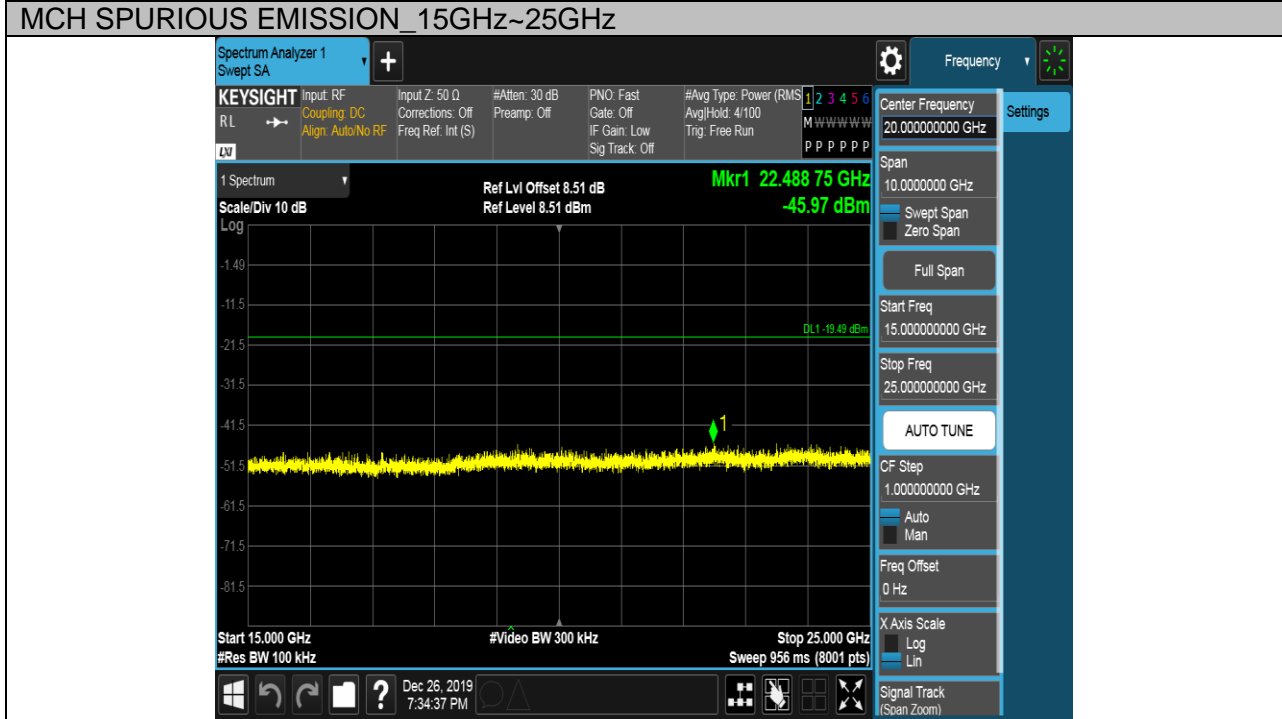 MCH SPURIOUS EMISSION_15GHz~25GHz
Spectrum Analyzer 1
Swept SA
Frequency
KEYSIGHT
RL
LXI
Input: RF
Coupling: DC
Align: Auto/No RF
Input Z: 50 Ω
Corrections: Off
Freq Ref: Int (S)
#Atten: 30 dB
Preamp: Off
PNO: Fast
Gate: Off
IF Gain: Low
Sig Track: Off
#Avg Type: Power (RMS
Avg|Hold: 4/100
Trig: Free Run
1 2 3 4 5 6
M W W W W W
P P P P P P
1 Spectrum
Scale/Div 10 dB
Log
Ref Lvl Offset 8.51 dB
Ref Level 8.51 dBm
Mkr1 22.488 75 GHz
-45.97 dBm
-1.49
-11.5
-21.5
-31.5
-41.5
-51.5
-61.5
-71.5
-81.5
DL1 -19.49 dBm
1
Start 15.000 GHz
#Res BW 100 kHz
#Video BW 300 kHz
Stop 25.000 GHz
Sweep 956 ms (8001 pts)
Center Frequency
20.000000000 GHz
Span
10.0000000 GHz
Swept Span
Zero Span
Full Span
Start Freq
15.000000000 GHz
Stop Freq
25.000000000 GHz
AUTO TUNE
CF Step
1.000000000 GHz
Auto
Man
Freq Offset
0 Hz
X Axis Scale
Log
Lin
Signal Track
(Span Zoom)
Settings
?
Dec 26, 2019
7:34:37 PM